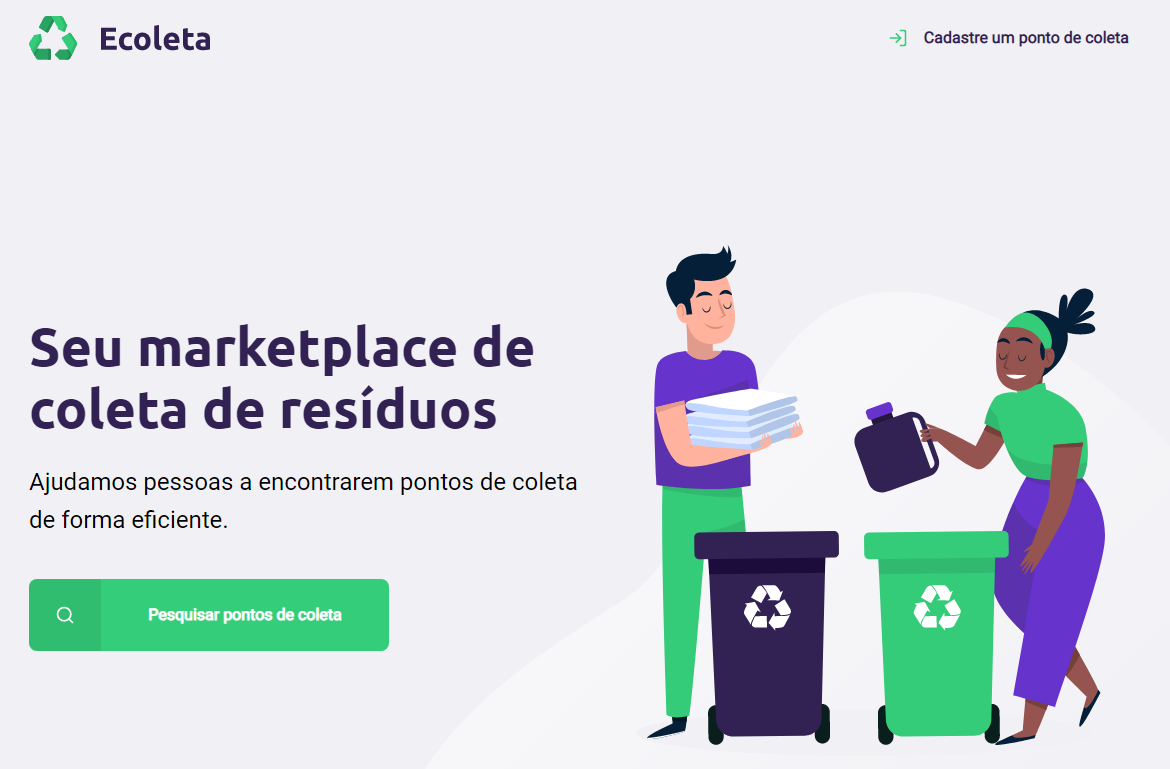 Ecoleta
Cadastre um ponto de coleta
Seu marketplace de
coleta de resíduos
Ajudamos pessoas a encontrarem pontos de coleta
de forma eficiente.
Pesquisar pontos de coleta